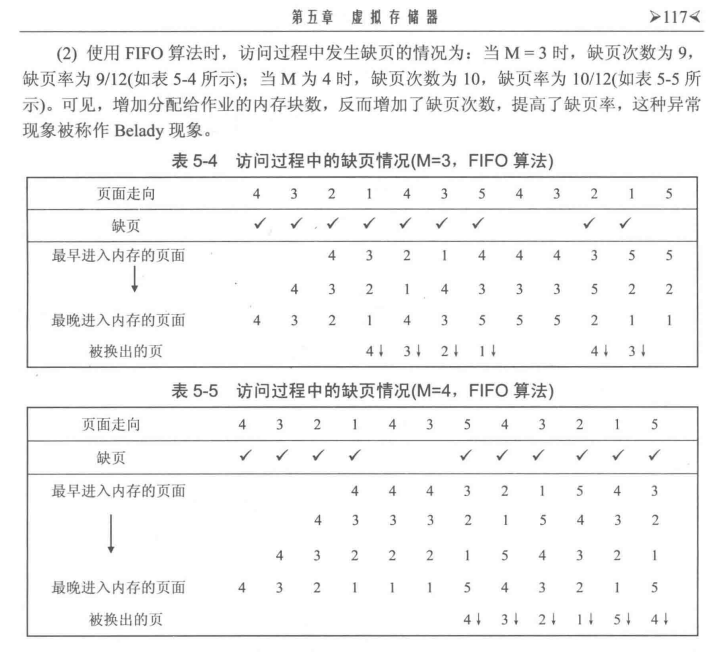 第五章 虚拟存储器 ➢117≺
(2) 使用 FIFO 算法时，访问过程中发生缺页的情况为：当 M = 3 时，缺页次数为 9，
缺页率为 9/12(如表 5-4 所示)；当 M 为 4 时，缺页次数为 10，缺页率为 10/12(如表 5-5 所
示)。可见，增加分配给作业的内存块数，反而增加了缺页次数，提高了缺页率，这种异常
现象被称作 Belady 现象。
表 5-4 访问过程中的缺页情况(M=3，FIFO 算法)
页面走向 4 3 2 1 4 3 5 4 3 2 1 5
缺页 ✓ ✓ ✓ ✓ ✓ ✓ ✓ ✓ ✓
最早进入内存的页面 4 3 2 1 4 4 4 3 5 5
↓ 4 3 2 1 4 3 3 3 5 2 2
最晚进入内存的页面 4 3 2 1 4 3 5 5 5 2 1 1
被换出的页 4↓ 3↓ 2↓ 1↓ 4↓ 3↓
表 5-5 访问过程中的缺页情况(M=4，FIFO 算法)
页面走向 4 3 2 1 4 3 5 4 3 2 1 5
缺页 ✓ ✓ ✓ ✓ ✓ ✓ ✓ ✓ ✓ ✓
最早进入内存的页面 4 4 4 3 2 1 5 4 3
4 3 3 3 2 1 5 4 3 2
↓ 4 3 2 2 2 1 5 4 3 2 1
最晚进入内存的页面 4 3 2 1 1 1 5 4 3 2 1 5
被换出的页 4↓ 3↓ 2↓ 1↓ 5↓ 4↓